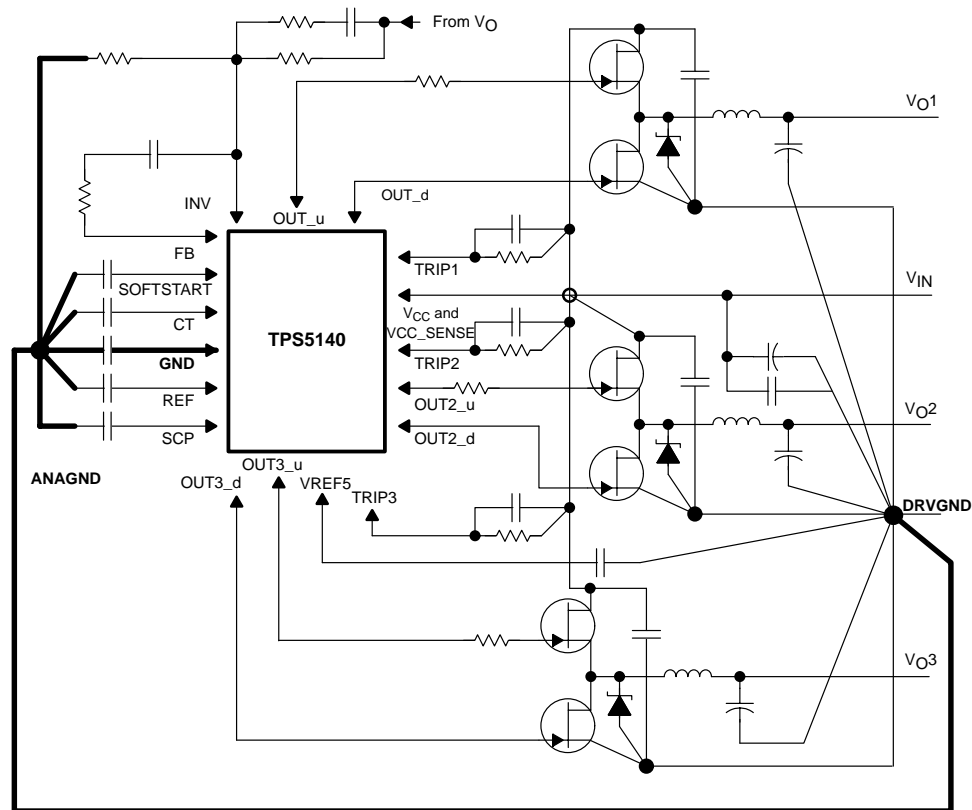 From VO
VO1
OUT_d
INV
OUT_u
FB
TRIP1
SOFTSTART
VIN
CT
VCC and
VCC_SENSE
TPS5140
GND
TRIP2
REF
OUT2_u
VO2
SCP
OUT2_d
ANAGND
OUT3_u
OUT3_d
VREF5
TRIP3
DRVGND
VO3